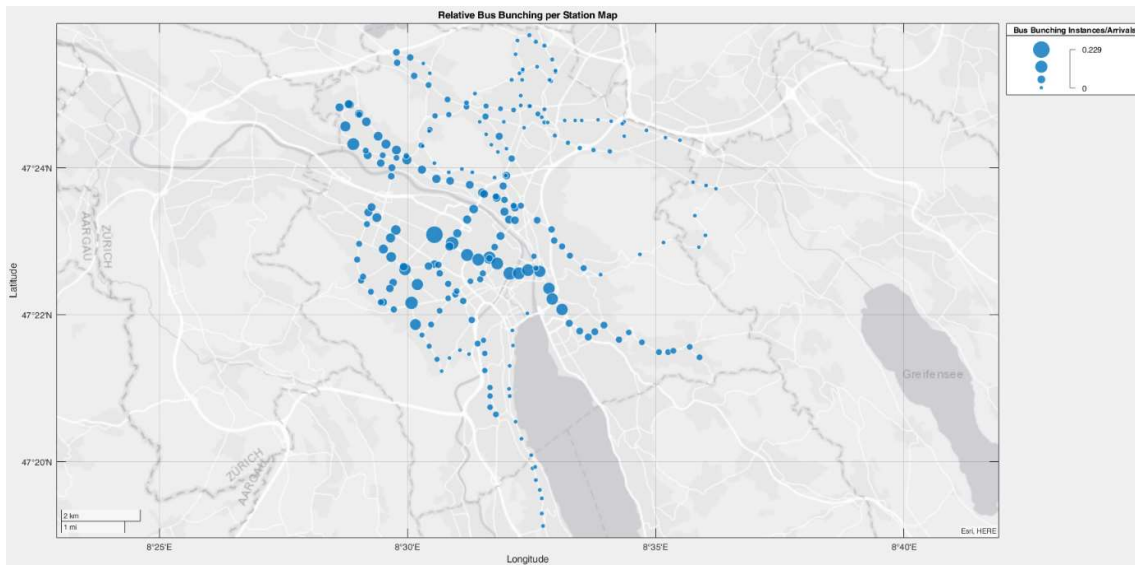 Relative Bus Bunching per Station Map
Bus Bunching Instances/Arrivals
0.229
0
47°24'N
47°22'N
47°20'N
Latitude
AARGAU
ZÜRICH
ZÜRICH
AARGAU
Greifensee
2 km
1 mi
Esri, HERE
8°25'E
8°30'E
8°35'E
8°40'E
Longitude